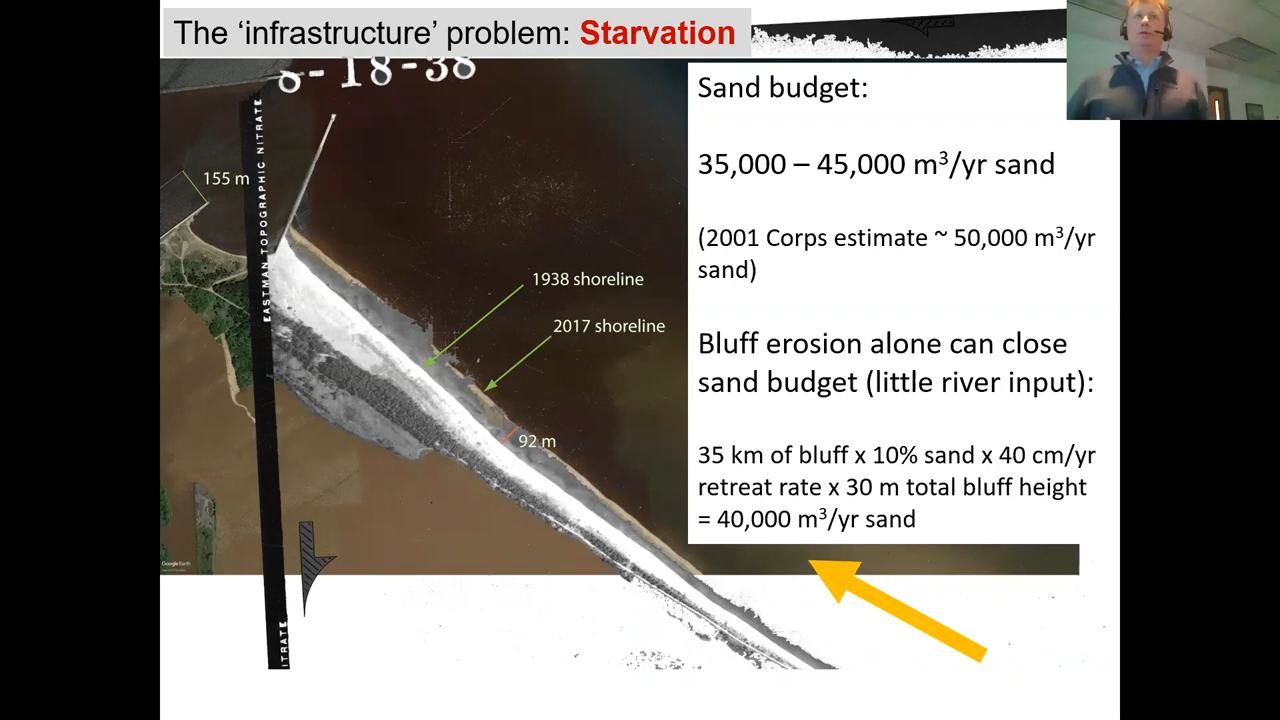 The ‘infrastructure’ problem: Starvation
8-18-38
155 m
EASTMAN TOPOGRAPHIC NITRATE
1938 shoreline
2017 shoreline
92 m
Google Earth
ITRATE
Sand budget:
35,000 – 45,000 m³/yr sand
(2001 Corps estimate ~ 50,000 m³/yr
sand)
Bluff erosion alone can close
sand budget (little river input):
35 km of bluff x 10% sand x 40 cm/yr
retreat rate x 30 m total bluff height
= 40,000 m³/yr sand